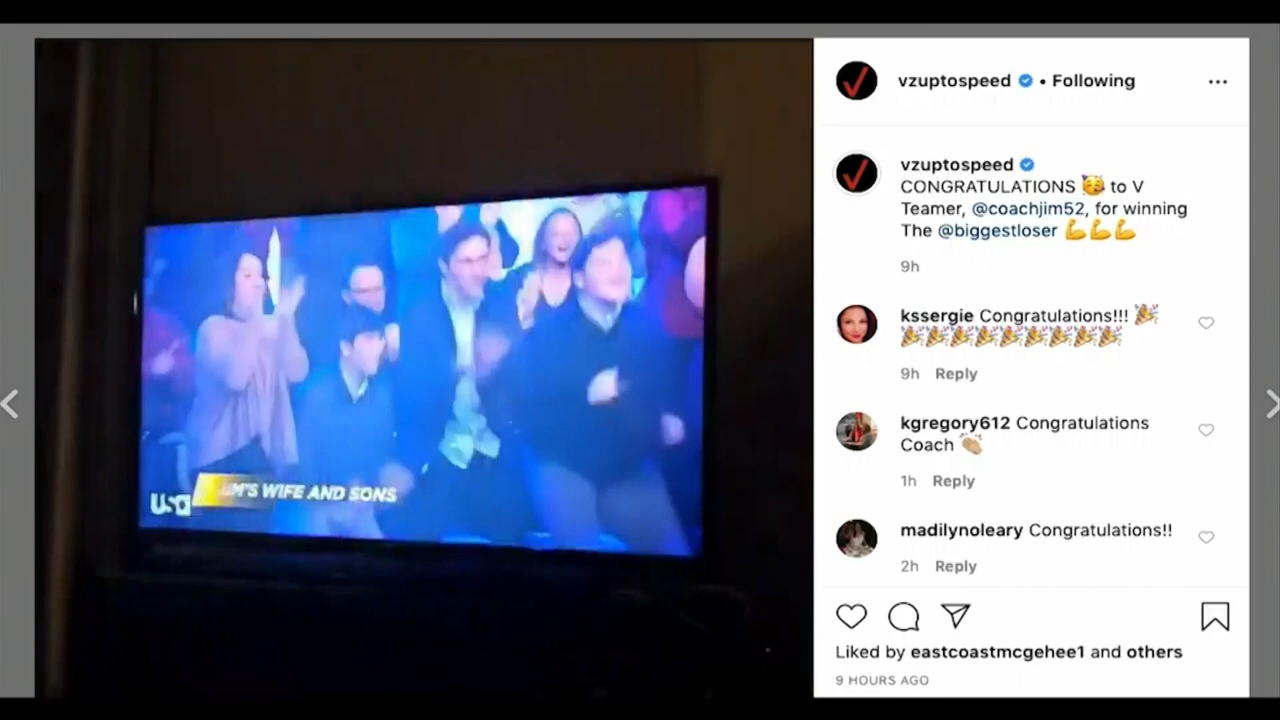 vzuptospeed • Following
vzuptospeed
CONGRATULATIONS 🥳 to V
Teamer, @coachjim52, for winning
The @biggestloser 💪💪💪
9h
kssergie Congratulations!!! 🎉
🎉🎉🎉🎉🎉🎉🎉🎉🎉
9h Reply
kgregory612 Congratulations
Coach 👏🏼
1h Reply
madilynoleary Congratulations!!
2h Reply
Liked by eastcoastmcgehee1 and others
9 HOURS AGO
USA
JIM'S WIFE AND SONS